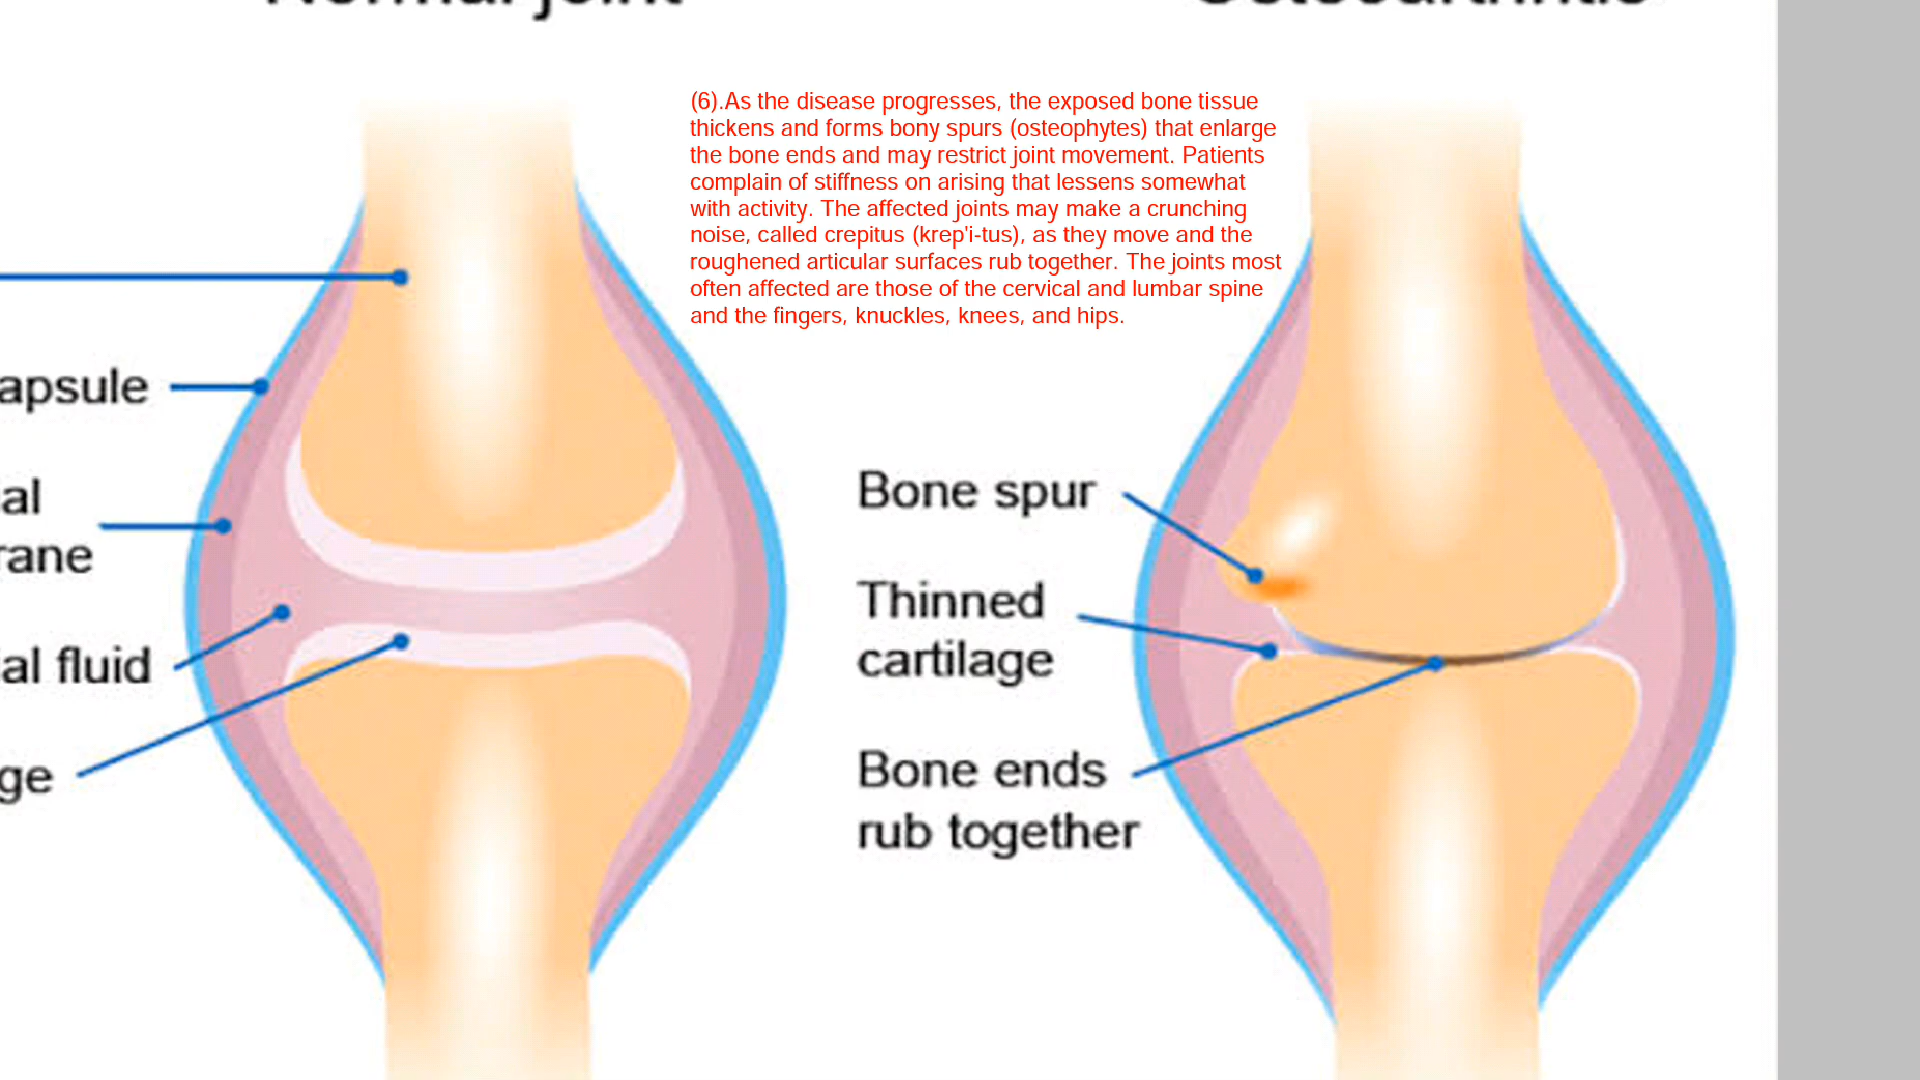 Normal joint
Osteoarthritis
(6).As the disease progresses, the exposed bone tissue
thickens and forms bony spurs (osteophytes) that enlarge
the bone ends and may restrict joint movement. Patients
complain of stiffness on arising that lessens somewhat
with activity. The affected joints may make a crunching
noise, called crepitus (krep'i-tus), as they move and the
roughened articular surfaces rub together. The joints most
often affected are those of the cervical and lumbar spine
and the fingers, knuckles, knees, and hips.
apsule
al
rane
al fluid
ge
Bone spur
Thinned
cartilage
Bone ends
rub together